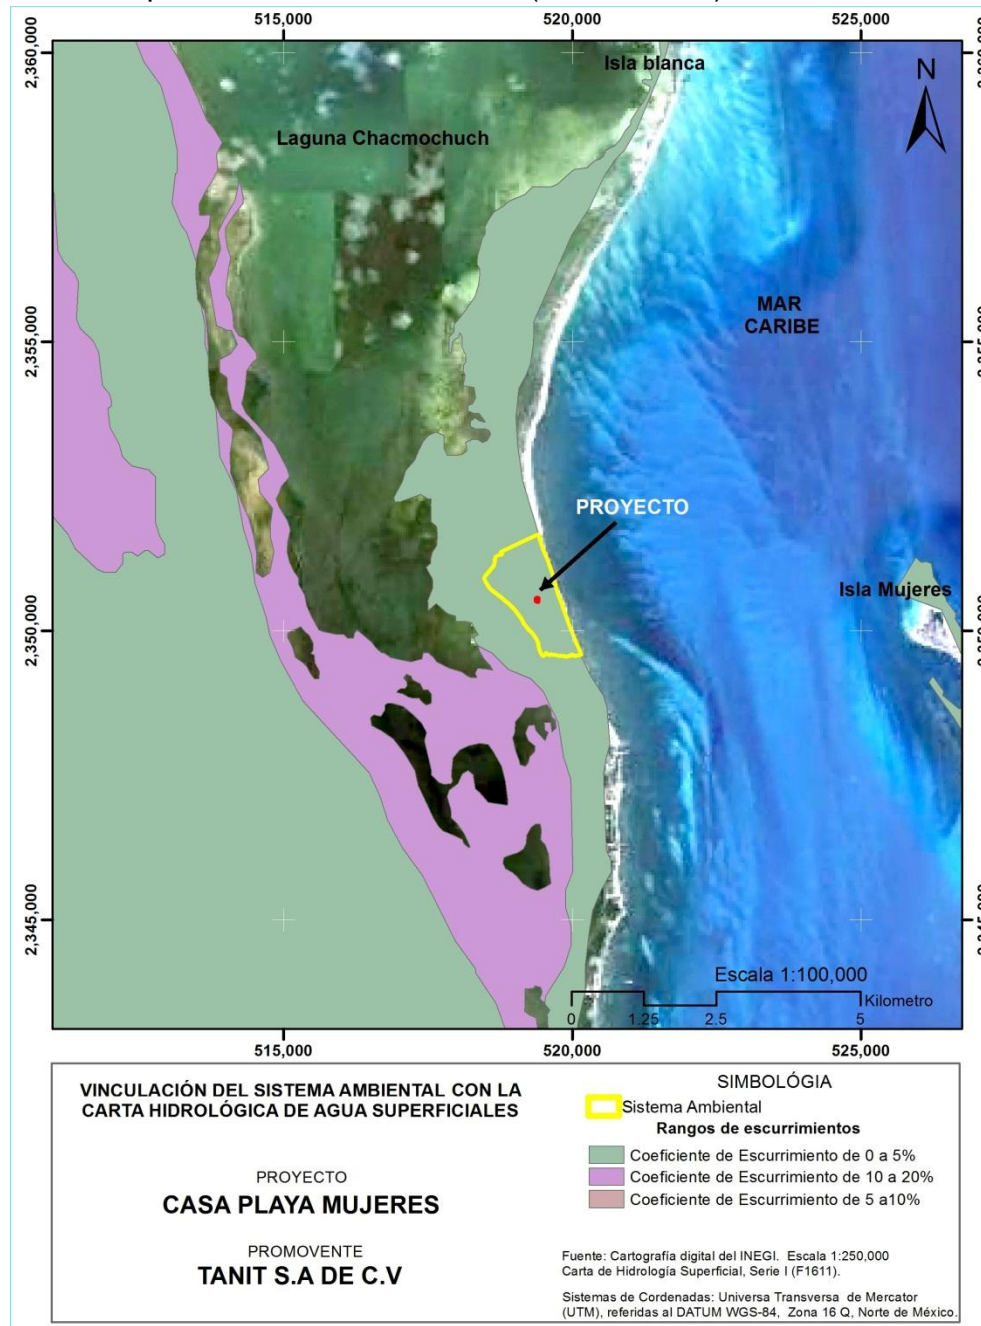 515,000 520,000 525,000
2,360,000
Isla blanca
N
Laguna Chacmochuch
MAR
CARIBE
2,355,000
PROYECTO
Isla Mujeres
2,350,000
2,345,000
Escala 1:100,000
Kilometro
0 1.25 2.5 5
515,000 520,000 525,000
VINCULACIÓN DEL SISTEMA AMBIENTAL CON LA
CARTA HIDROLÓGICA DE AGUA SUPERFICIALES
PROYECTO
CASA PLAYA MUJERES
PROMOVENTE
TANIT S.A DE C.V
SIMBOLÓGIA
Sistema Ambiental
Rangos de escurrimientos
Coeficiente de Escurrimiento de 0 a 5%
Coeficiente de Escurrimiento de 10 a 20%
Coeficiente de Escurrimiento de 5 a10%
Fuente: Cartografía digital del INEGI. Escala 1:250,000
Carta de Hidrología Superficial, Serie I (F1611).
Sistemas de Cordenadas: Universa Transversa de Mercator
(UTM), referidas al DATUM WGS-84, Zona 16 Q, Norte de México.